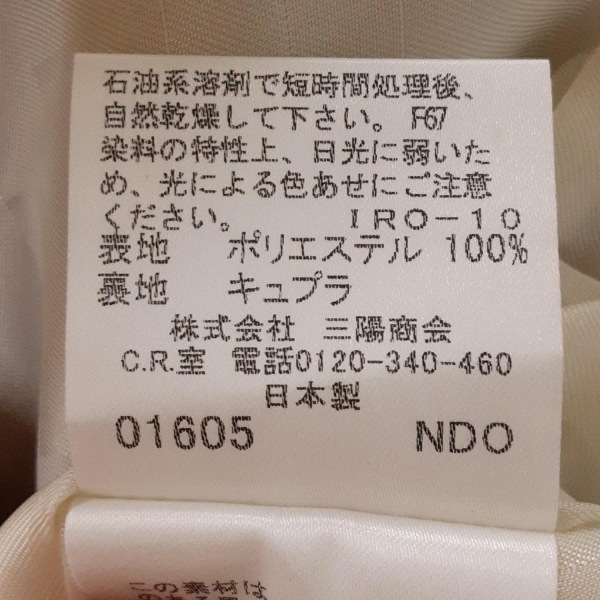 石油系溶剤で短時間処理後、
自然乾燥して下さい。 F67
染料の特性上、日光に弱いた
め、光による色あせにご注意
ください。 IRO-10
表地 ポリエステル 100%
裏地 キュプラ
株式会社 三陽商会
C.R.室 電話0120-340-460
日本製
01605 NDO
この素材